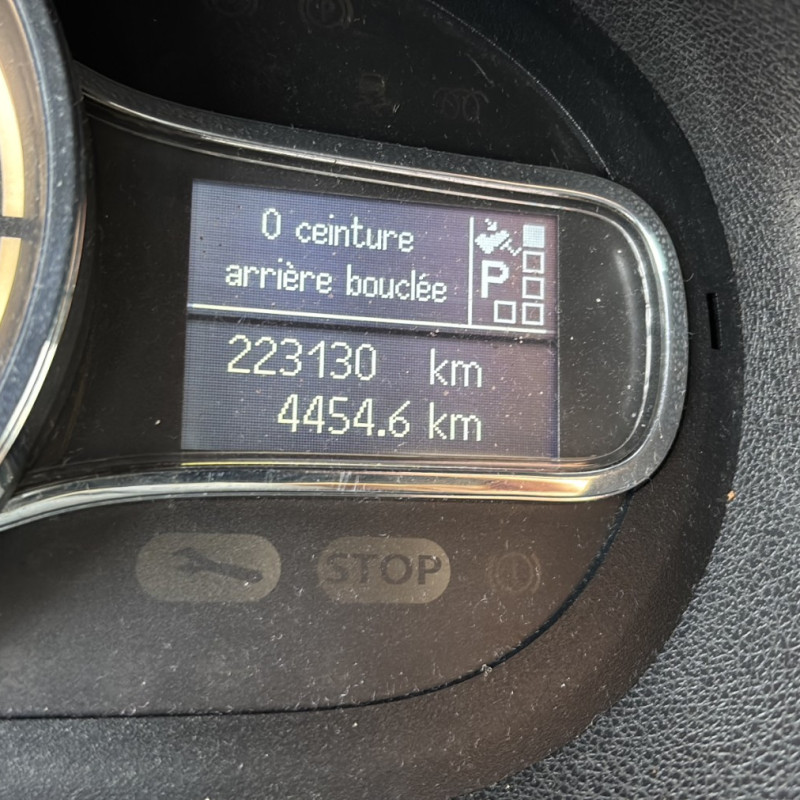 0 ceinture
arrière bouclée
P
223130 km
4454.6 km
STOP